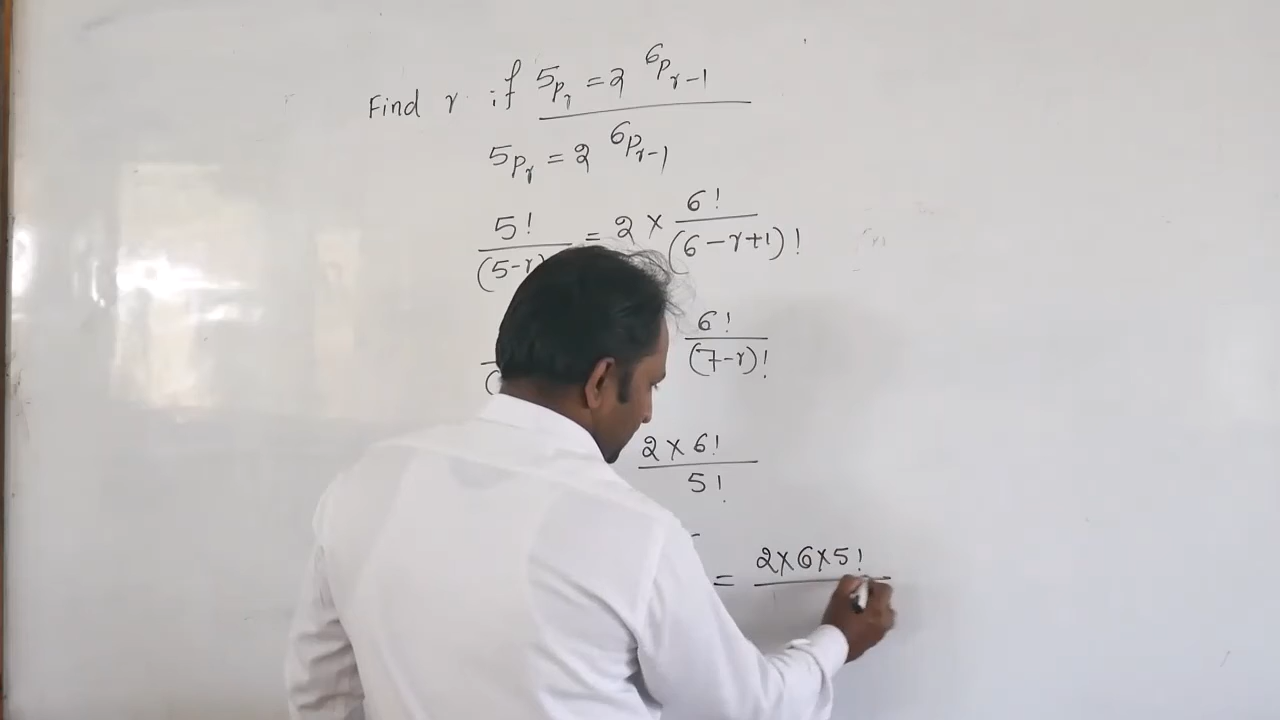 Find r if 5Pr = 2 6Pr-1
5Pr = 2 6Pr-1
5! / (5-r) = 2 × 6! / (6-r+1)!
6! / (7-r)!
2 × 6! / 5!
= 2×6×5!